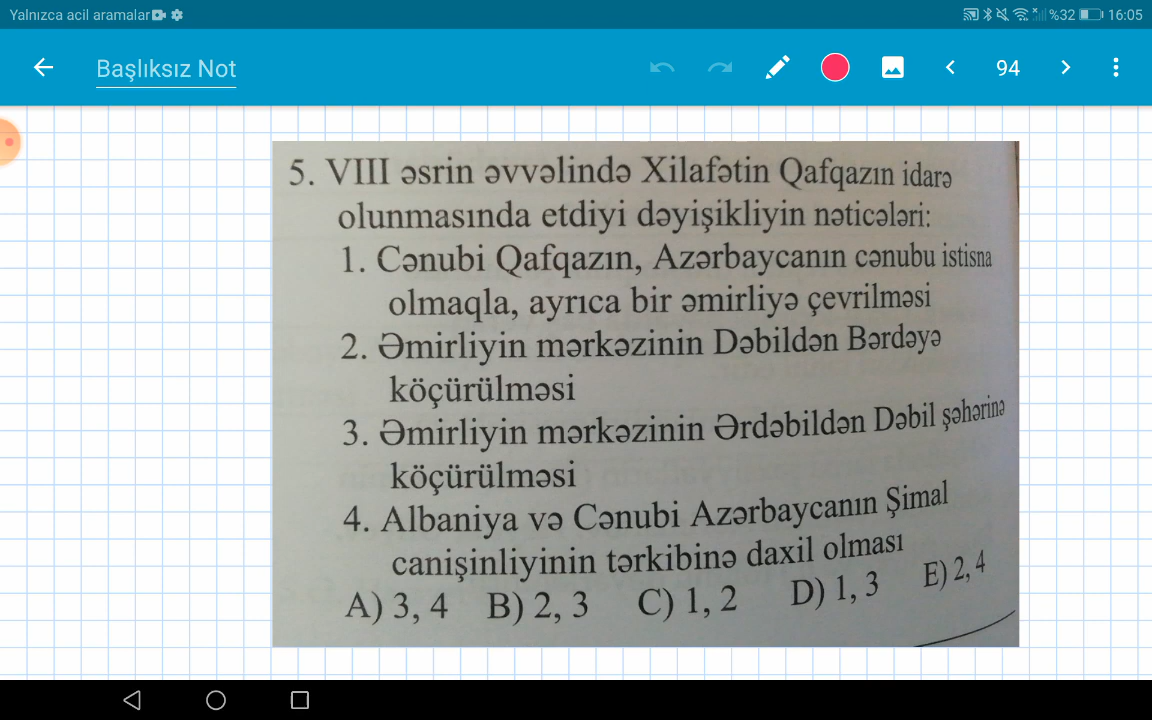 Yalnızca acil aramalar
%32 16:05
Başlıksız Not
94
5. VIII əsrin əvvəlində Xilafətin Qafqazın idarə
olunmasında etdiyi dəyişikliyin nəticələri:
1. Cənubi Qafqazın, Azərbaycanın cənubu istisna
olmaqla, ayrıca bir əmirliyə çevrilməsi
2. Əmirliyin mərkəzinin Dəbildən Bərdəyə
köçürülməsi
3. Əmirliyin mərkəzinin Ərdəbildən Dəbil şəhərinə
köçürülməsi
4. Albaniya və Cənubi Azərbaycanın Şimal
canişinliyinin tərkibinə daxil olması
A) 3, 4 B) 2, 3 C) 1, 2 D) 1, 3 E) 2, 4